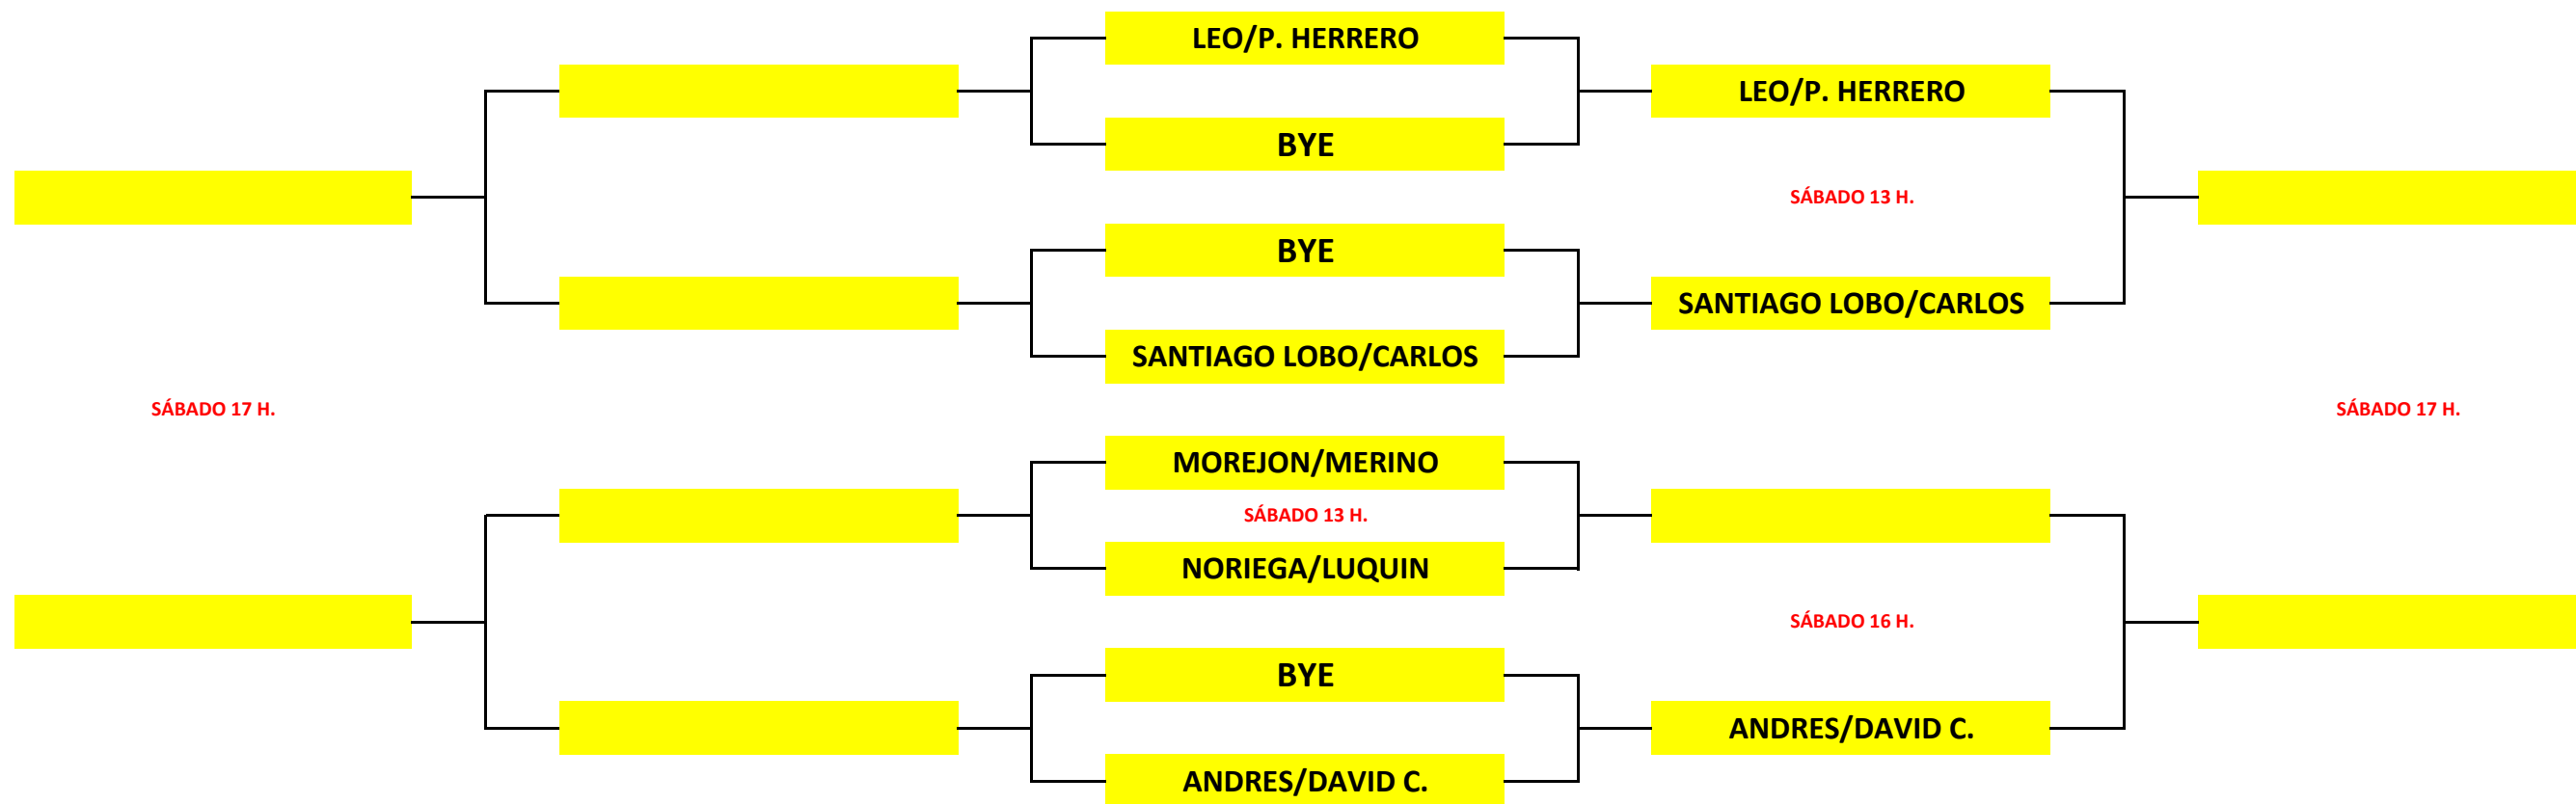 LEO/P. HERRERO
LEO/P. HERRERO
BYE
SÁBADO 13 H.
BYE
SANTIAGO LOBO/CARLOS
SANTIAGO LOBO/CARLOS
SÁBADO 17 H.
SÁBADO 17 H.
MOREJON/MERINO
SÁBADO 13 H.
NORIEGA/LUQUIN
SÁBADO 16 H.
BYE
ANDRES/DAVID C.
ANDRES/DAVID C.